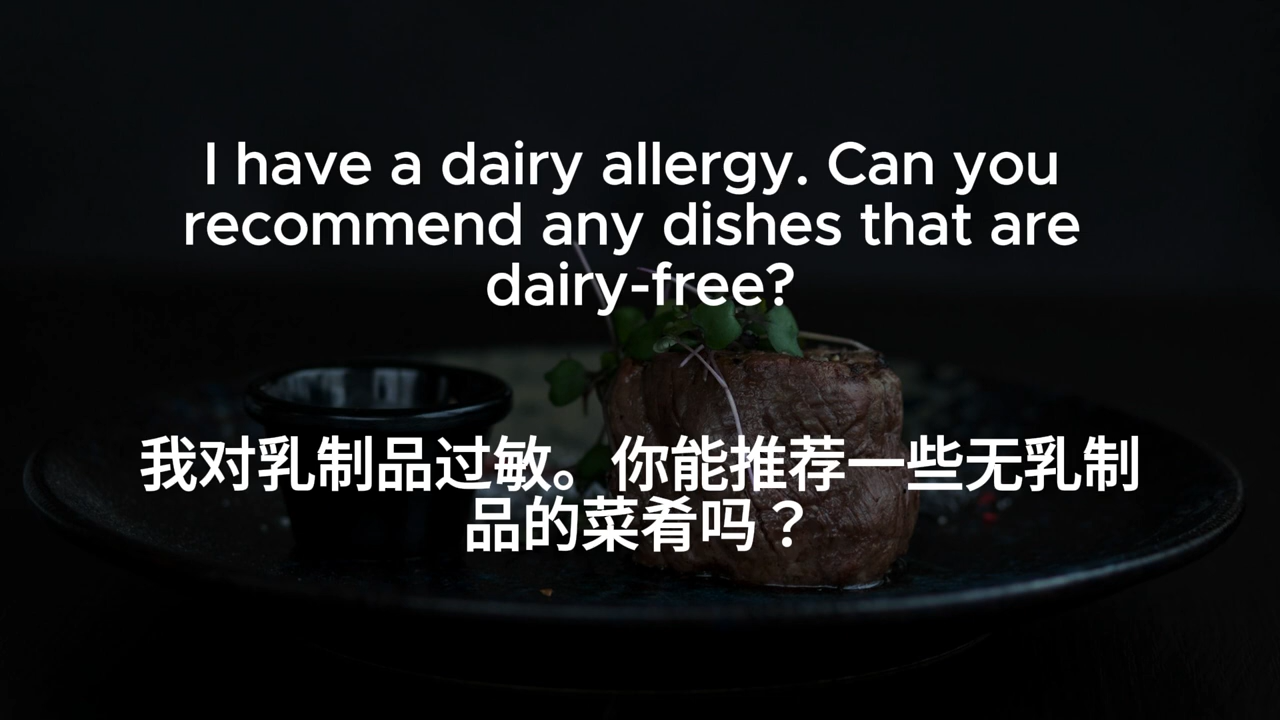 I have a dairy allergy. Can you
recommend any dishes that are
dairy-free?
我对乳制品过敏。你能推荐一些无乳制
品的菜肴吗？